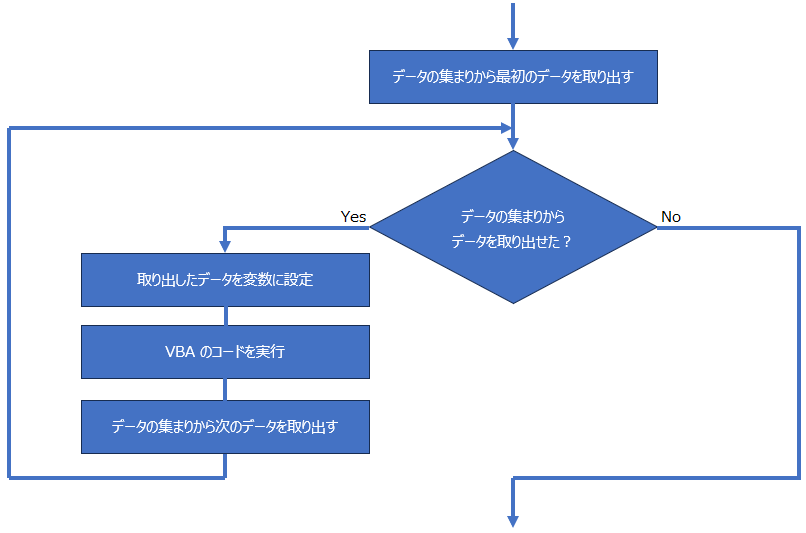 データの集まりから最初のデータを取り出す
データの集まりから
データを取り出せた？
Yes
No
取り出したデータを変数に設定
VBA のコードを実行
データの集まりから次のデータを取り出す